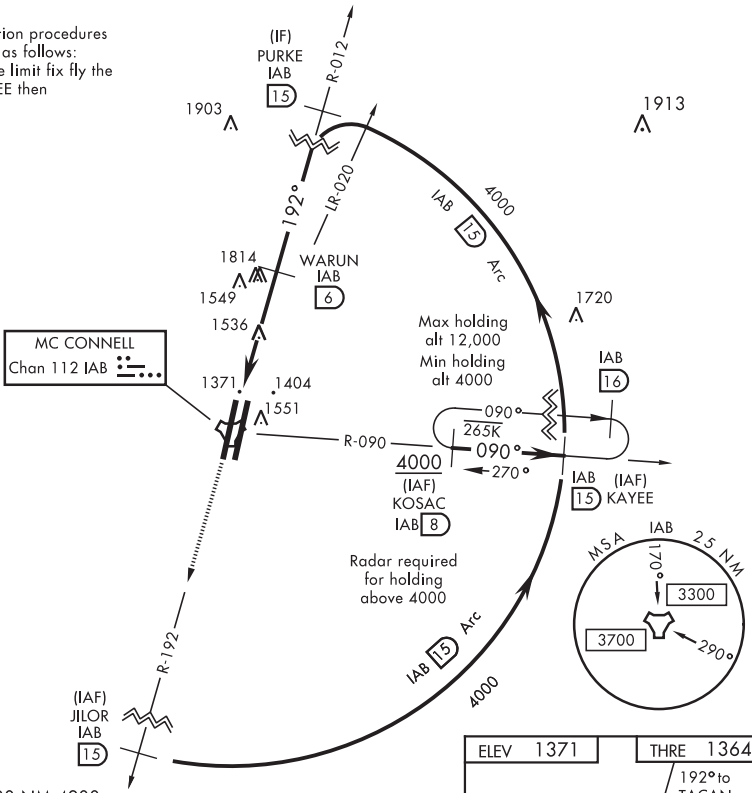 tion procedures
as follows:
e limit fix fly the
EE then
(IF)
PURKE
IAB
15
R-012
1903
1913
LR-020
192°
IAB 15 Arc
4000
1814
1549
1536
WARUN
IAB
6
1720
MC CONNELL
Chan 112 IAB
1371
1404
1551
Max holding
alt 12,000
Min holding
alt 4000
IAB
16
090°
265K
R-090
090°
270°
4000
(IAF)
KOSAC
IAB 8
IAB
15
(IAF)
KAYEE
Radar required
for holding
above 4000
MSA IAB 25 NM
170°
3300
3700
290°
IAB 15 Arc
4000
R-192
(IAF)
JILOR
IAB
15
ELEV 1371
THRE 1364
192° to